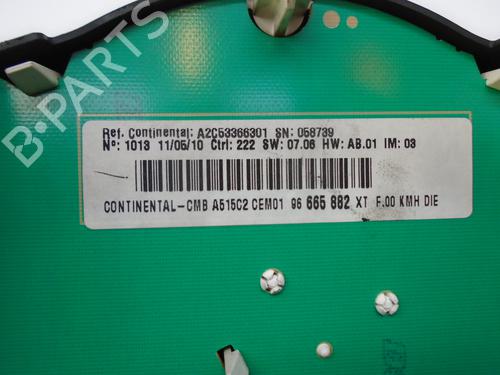 Ref. Continental: A2C53366301 SN: 058739
Nº: 1013 11/05/10 Ctrl: 222 SW: 07.06 HW: AB.01 IM: 03
CONTINENTAL-CMB A515C2 CEM01 96 665 882 XT F.00 KMH DIE